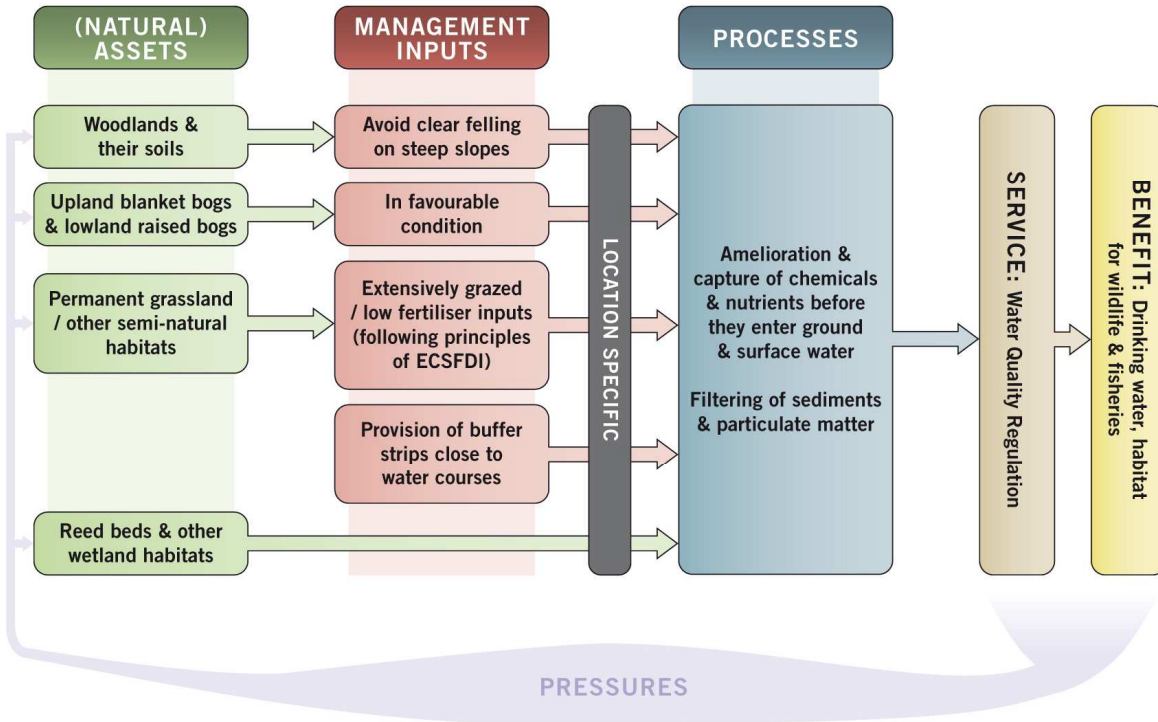 (NATURAL)
ASSETS
MANAGEMENT
INPUTS
PROCESSES
Woodlands &
their soils
Avoid clear felling
on steep slopes
Upland blanket bogs
& lowland raised bogs
In favourable
condition
Permanent grassland
/ other semi-natural
habitats
Extensively grazed
/ low fertiliser inputs
(following principles
of ECSFDI)
Provision of buffer
strips close to
water courses
Reed beds & other
wetland habitats
LOCATION SPECIFIC
Amelioration &
capture of chemicals
& nutrients before
they enter ground
& surface water
Filtering of sediments
& particulate matter
SERVICE: Water Quality Regulation
BENEFIT: Drinking water, habitat
for wildlife & fisheries
PRESSURES